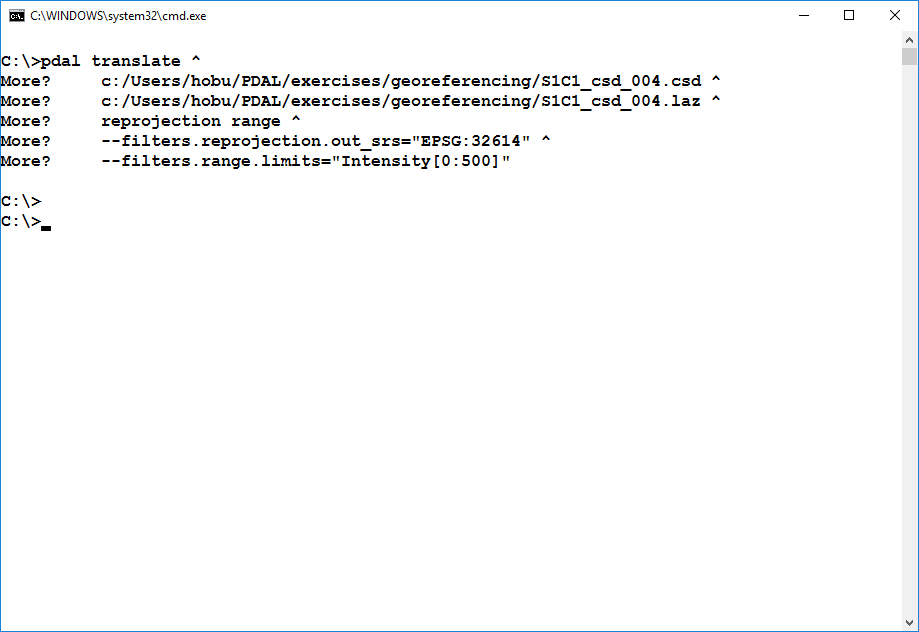 C:\WINDOWS\system32\cmd.exe
C:\>pdal translate ^
More?     c:/Users/hobu/PDAL/exercises/georeferencing/S1C1_csd_004.csd ^
More?     c:/Users/hobu/PDAL/exercises/georeferencing/S1C1_csd_004.laz ^
More?     reprojection range ^
More?     --filters.reprojection.out_srs="EPSG:32614" ^
More?     --filters.range.limits="Intensity[0:500]"
C:\>
C:\>